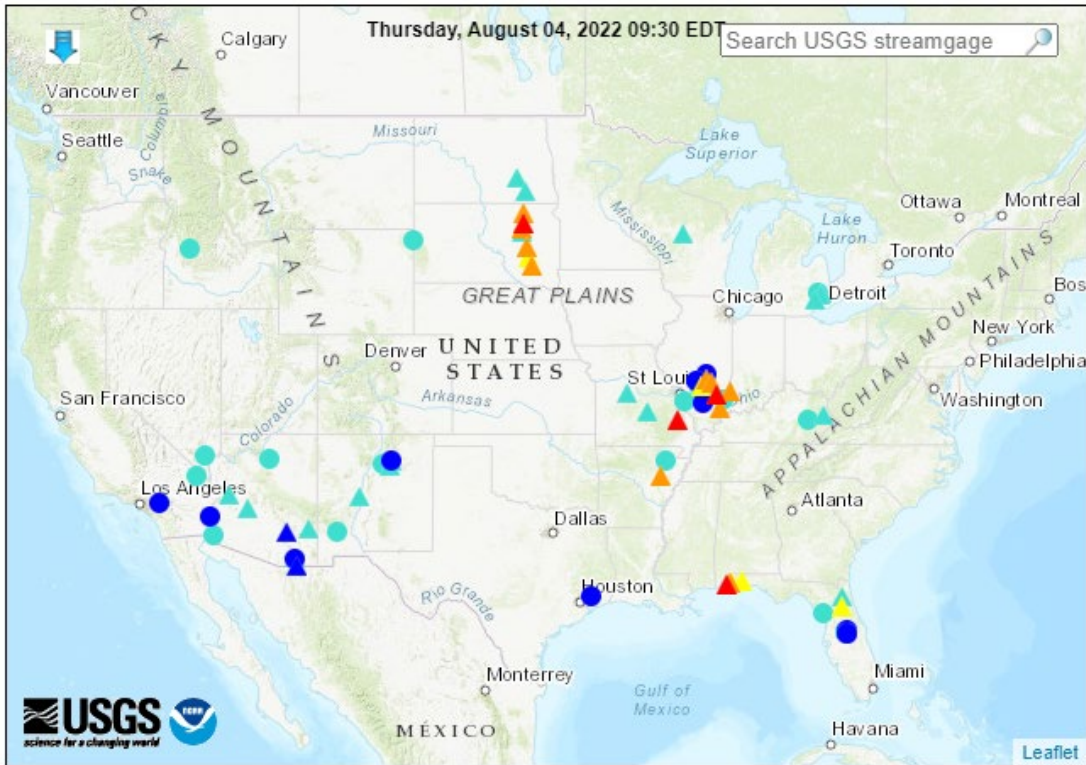 Thursday, August 04, 2022 09:30 EDT
Search USGS streamgage
Calgary
Vancouver
Seattle
Columbia
Snake
ROCKY MOUNTAINS
Missouri
Lake
Superior
Mississippi
Lake
Huron
Ottawa
Montreal
Toronto
Detroit
Chicago
Bos
New York
Philadelphia
Washington
GREAT PLAINS
UNITED
STATES
Denver
St Loui
Ohio
Arkansas
San Francisco
Colorado
Los Angeles
APPALACHIAN MOUNTAINS
Atlanta
Dallas
Houston
Rio Grande
Monterrey
Gulf of
Mexico
Miami
Havana
MÉXICO
USGS
science for a changing world
NOAA
Leaflet